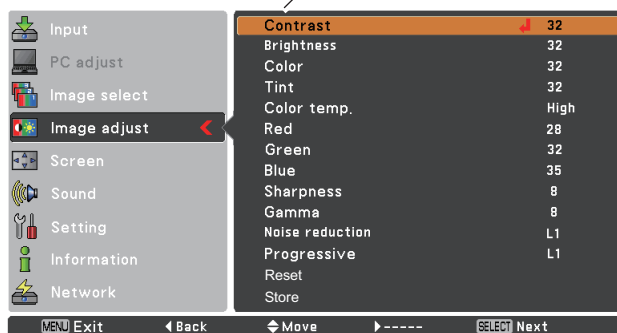 Input
PC adjust
Image select
Image adjust
Screen
Sound
Setting
Information
Network
Contrast 32
Brightness 32
Color 32
Tint 32
Color temp. High
Red 28
Green 32
Blue 35
Sharpness 8
Gamma 8
Noise reduction L1
Progressive L1
Reset
Store
MENU Exit Back Move ----- SELECT Next